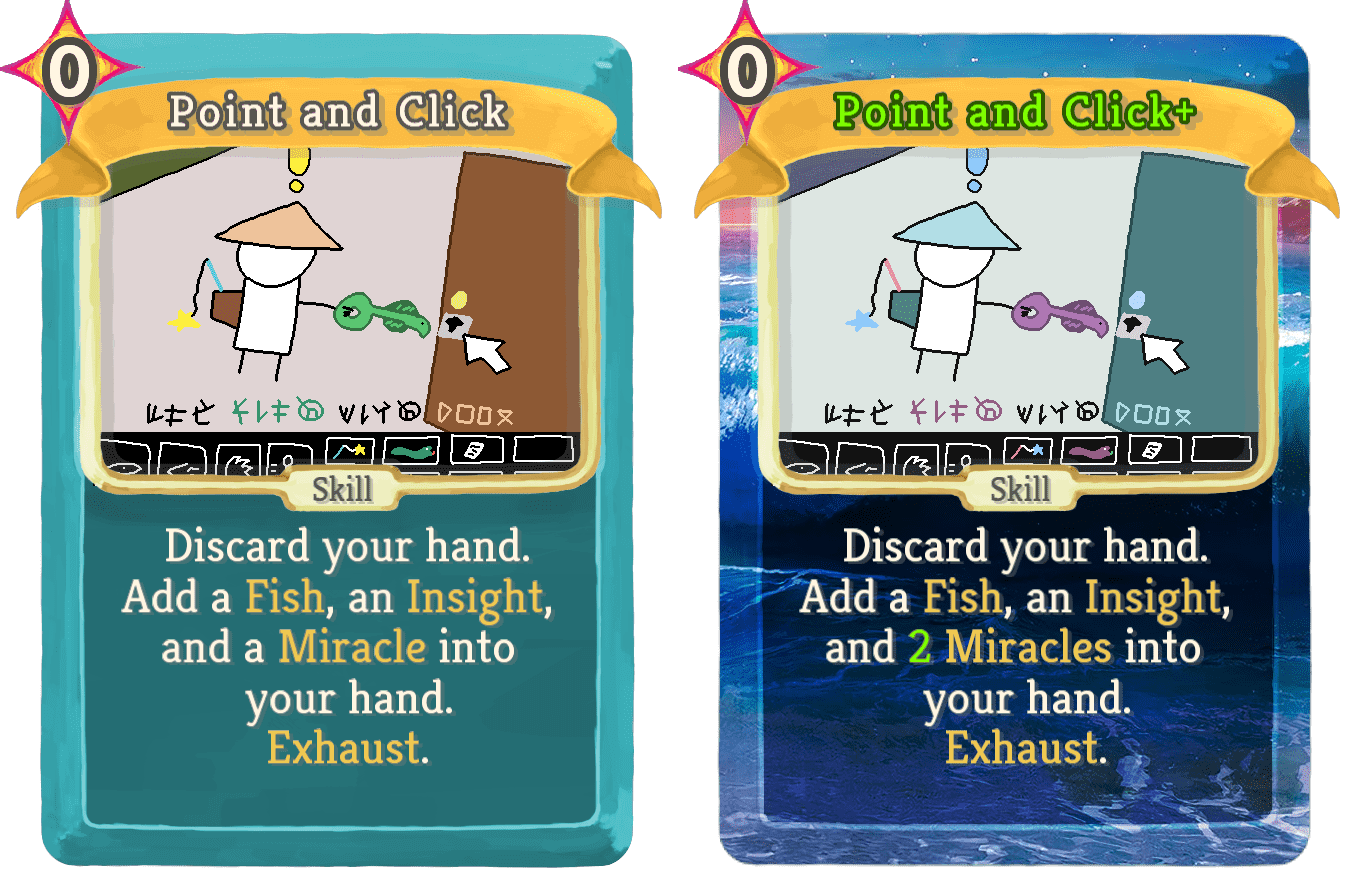 0
Point and Click
Skill
Discard your hand.
Add a Fish, an Insight,
and a Miracle into
your hand.
Exhaust.
0
Point and Click+
Skill
Discard your hand.
Add a Fish, an Insight,
and 2 Miracles into
your hand.
Exhaust.